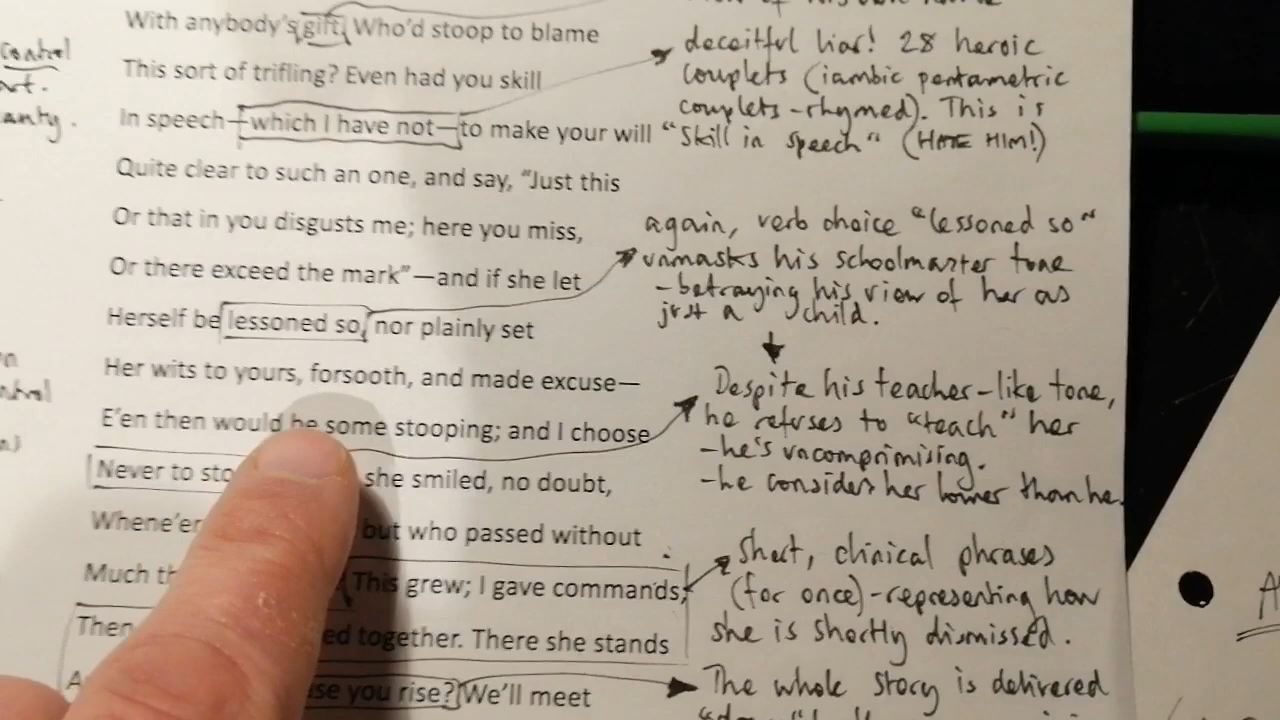 With anybody's gift. Who'd stoop to blame
This sort of trifling? Even had you skill
In speech—which I have not—to make your will
Quite clear to such an one, and say, "Just this
Or that in you disgusts me; here you miss,
Or there exceed the mark"—and if she let
Herself be lessoned so, nor plainly set
Her wits to yours, forsooth, and made excuse—
E'en then would be some stooping; and I choose
Never to sto she smiled, no doubt,
Whene'er but who passed without
Much th This grew; I gave commands;
Then ed together. There she stands
A se you rise? We'll meet
control
anty.
deceitful liar! 28 heroic
couplets (iambic pentametric
couplets - rhymed). This is
"Skill in speech" (HATE HIM!)
again, verb choice "lessoned so"
unmasks his schoolmaster tone
- betraying his view of her as
just a child.
Despite his teacher-like tone,
he refuses to "teach" her
- he's uncomprimising.
- he considers her lower than he.
Short, clinical phrases
(for once) - representing how
she is shortly dismissed.
The whole story is delivered